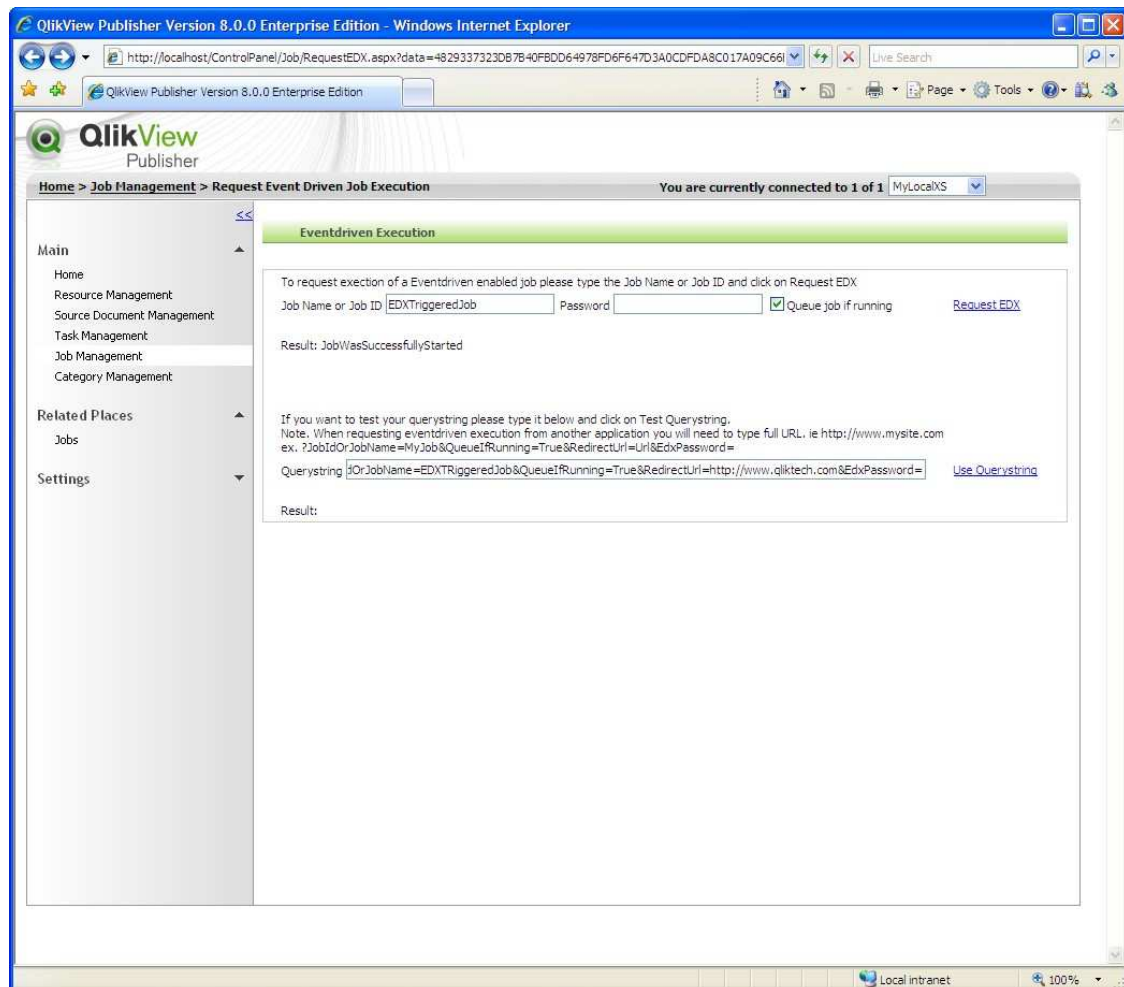 QlikView Publisher Version 8.0.0 Enterprise Edition - Windows Internet Explorer
http://localhost/ControlPanel/Job/RequestEDX.aspx?data=4829337323DB7B40FBDD64978FD6F647D3A0CDFDA8C017A09C66
Live Search
QlikView Publisher Version 8.0.0 Enterprise Edition
Page
Tools
QlikView
Publisher
Home > Job Management > Request Event Driven Job Execution
You are currently connected to 1 of 1 MyLocalXS
<<
Main
Home
Resource Management
Source Document Management
Task Management
Job Management
Category Management
Related Places
Jobs
Settings
Eventdriven Execution
To request exection of a Eventdriven enabled job please type the Job Name or Job ID and click on Request EDX
Job Name or Job ID EDXTriggeredJob Password Queue job if running Request EDX
Result: JobWasSuccessfullyStarted
If you want to test your querystring please type it below and click on Test Querystring.
Note. When requesting eventdriven execution from another application you will need to type full URL. ie http://www.mysite.com
ex. ?JobIdOrJobName=MyJob&QueueIfRunning=True&RedirectUrl=Url&EdxPassword=
Querystring dOrJobName=EDXTRiggeredJob&QueueIfRunning=True&RedirectUrl=http://www.qliktech.com&EdxPassword= Use Querystring
Result:
Local intranet
100%